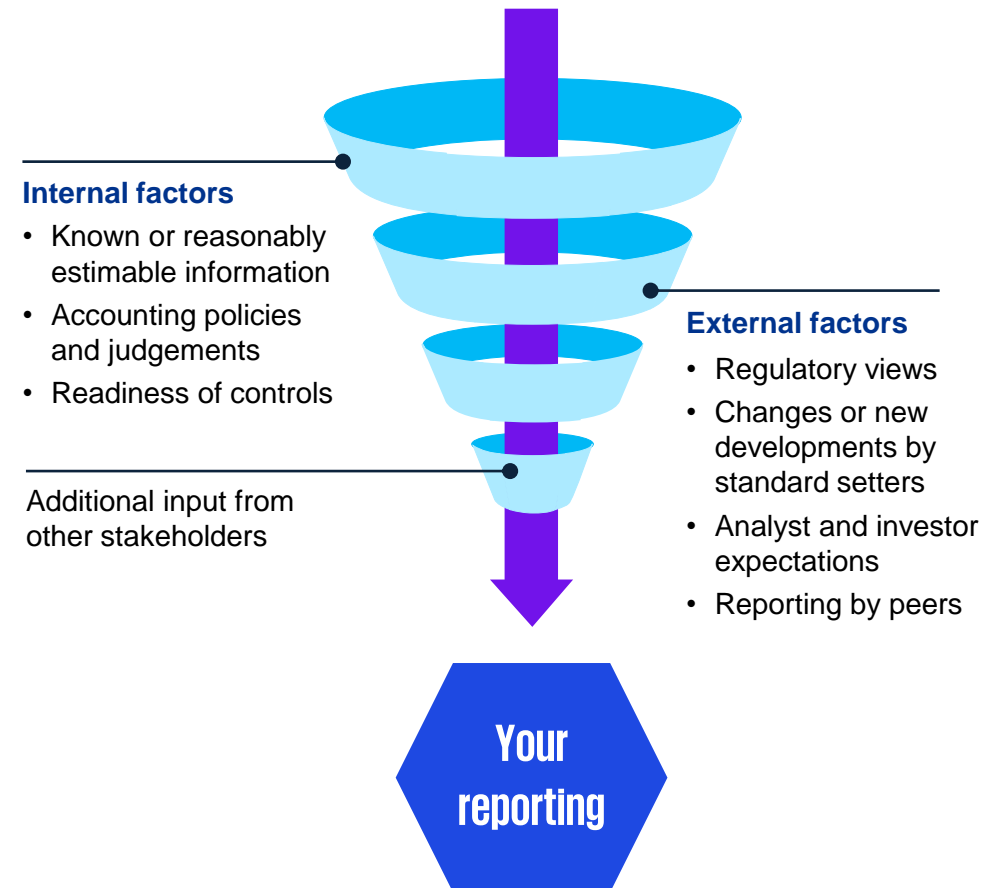 Internal factors
• Known or reasonably
estimable information
• Accounting policies
and judgements
• Readiness of controls
External factors
• Regulatory views
• Changes or new
developments by
standard setters
• Analyst and investor
expectations
• Reporting by peers
Additional input from
other stakeholders
Your
reporting